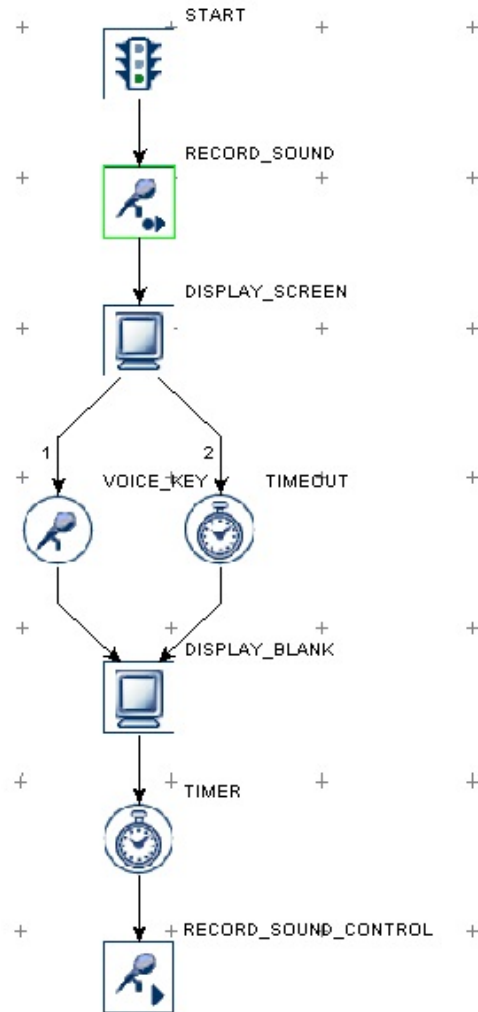 START
RECORD_SOUND
DISPLAY_SCREEN
1
2
VOICE_KEY
TIMEOUT
DISPLAY_BLANK
TIMER
RECORD_SOUND_CONTROL